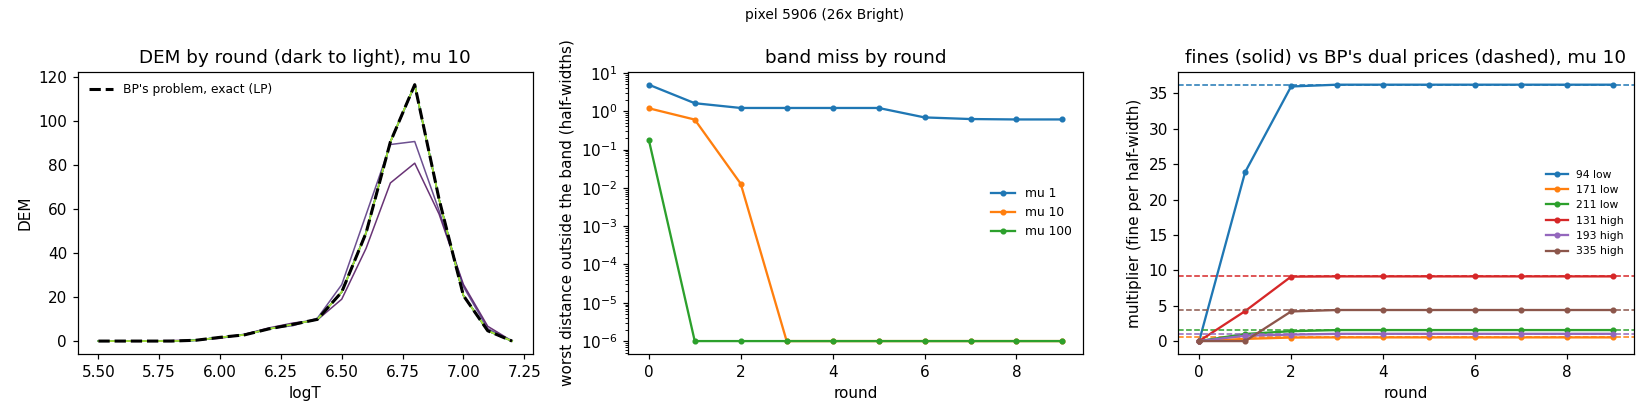 pixel 5906 (26x Bright)
DEM by round (dark to light), mu 10
DEM
120
100
80
60
40
20
0
BP's problem, exact (LP)
5.50 5.75 6.00 6.25 6.50 6.75 7.00 7.25
logT
band miss by round
worst distance outside the band (half-widths)
10^1
10^0
10^−1
10^−2
10^−3
10^−4
10^−5
10^−6
mu 1
mu 10
mu 100
0 2 4 6 8
round
fines (solid) vs BP's dual prices (dashed), mu 10
multiplier (fine per half-width)
35
30
25
20
15
10
5
0
94 low
171 low
211 low
131 high
193 high
335 high
0 2 4 6 8
round